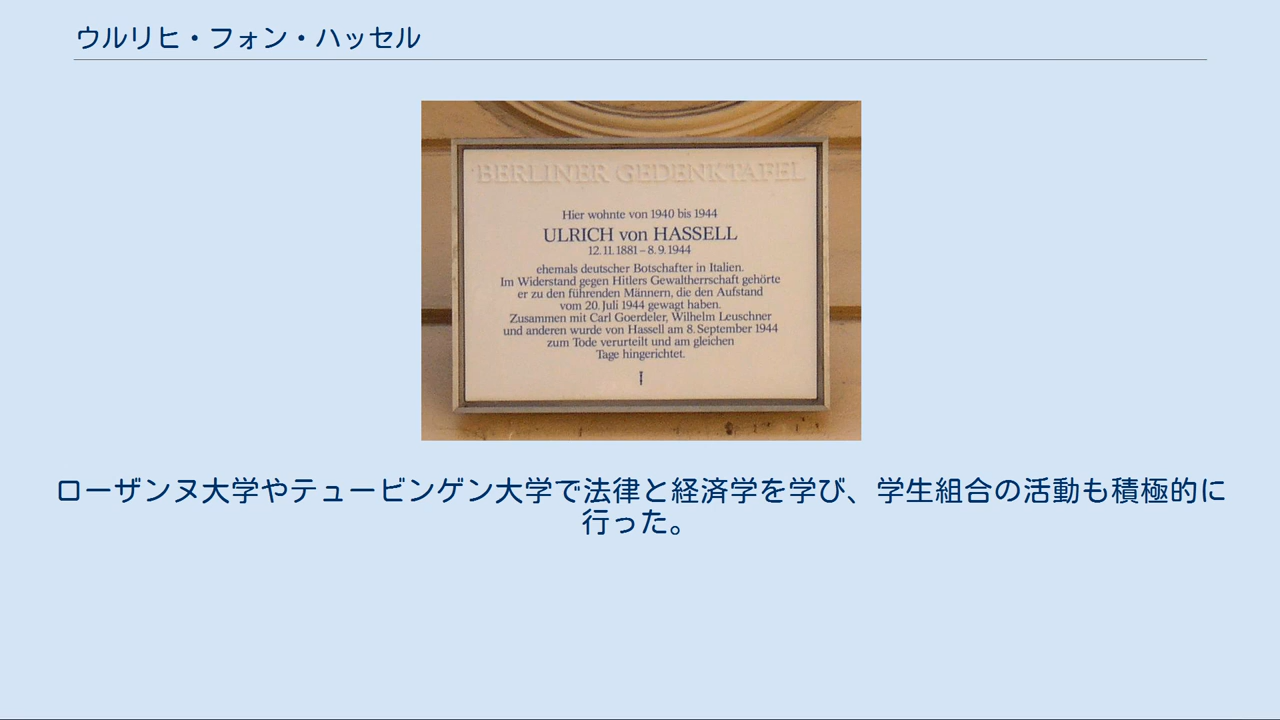 ウルリヒ・フォン・ハッセル
BERLINER GEDENKTAFEL
Hier wohnte von 1940 bis 1944
ULRICH von HASSELL
12.11.1881 – 8.9.1944
ehemals deutscher Botschafter in Italien.
Im Widerstand gegen Hitlers Gewaltherrschaft gehörte
er zu den führenden Männern, die den Aufstand
vom 20. Juli 1944 gewagt haben.
Zusammen mit Carl Goerdeler, Wilhelm Leuschner
und anderen wurde von Hassell am 8. September 1944
zum Tode verurteilt und am gleichen
Tage hingerichtet.
ローザンヌ大学やテュービンゲン大学で法律と経済学を学び、学生組合の活動も積極的に
行った。